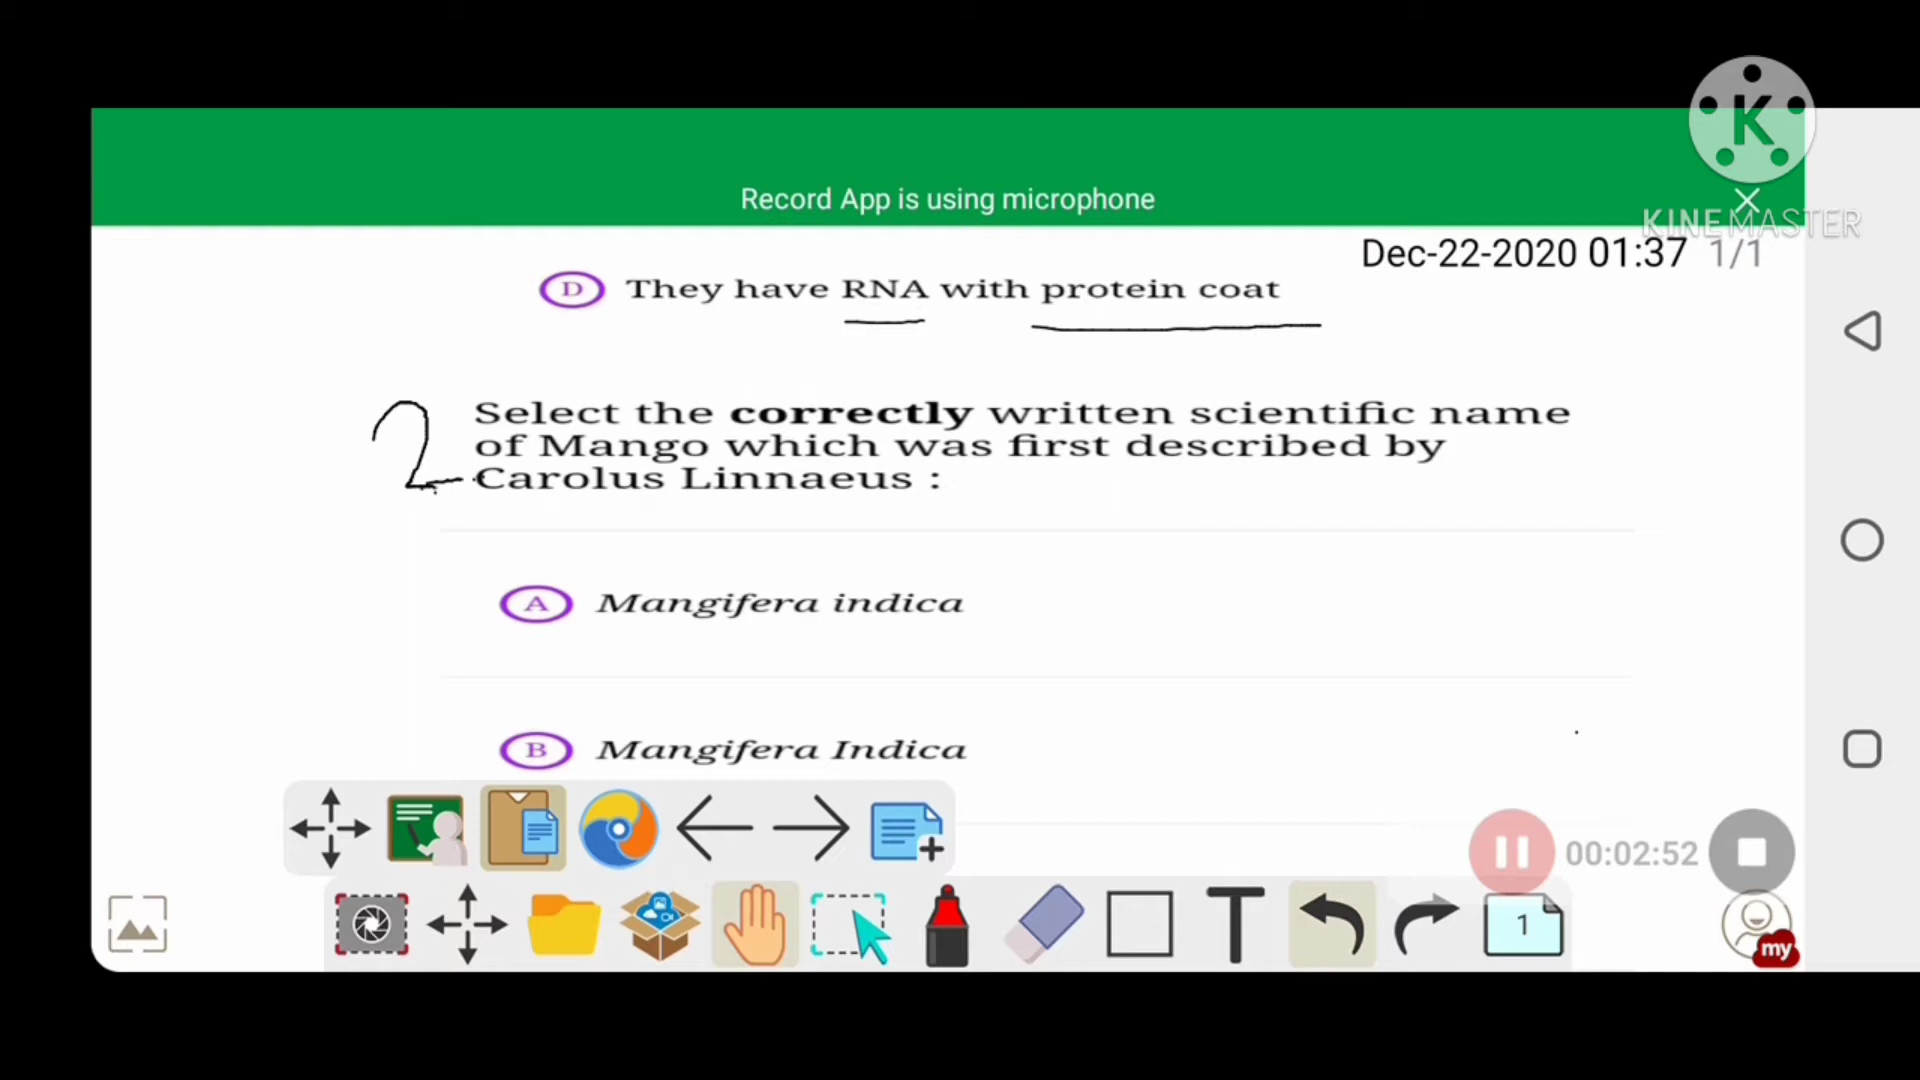 K
KINEMASTER
Record App is using microphone
Dec-22-2020 01:37 1/1
D They have RNA with protein coat
2 Select the correctly written scientific name
of Mango which was first described by
Carolus Linnaeus :
A Mangifera indica
B Mangifera Indica
00:02:52
T
1
my